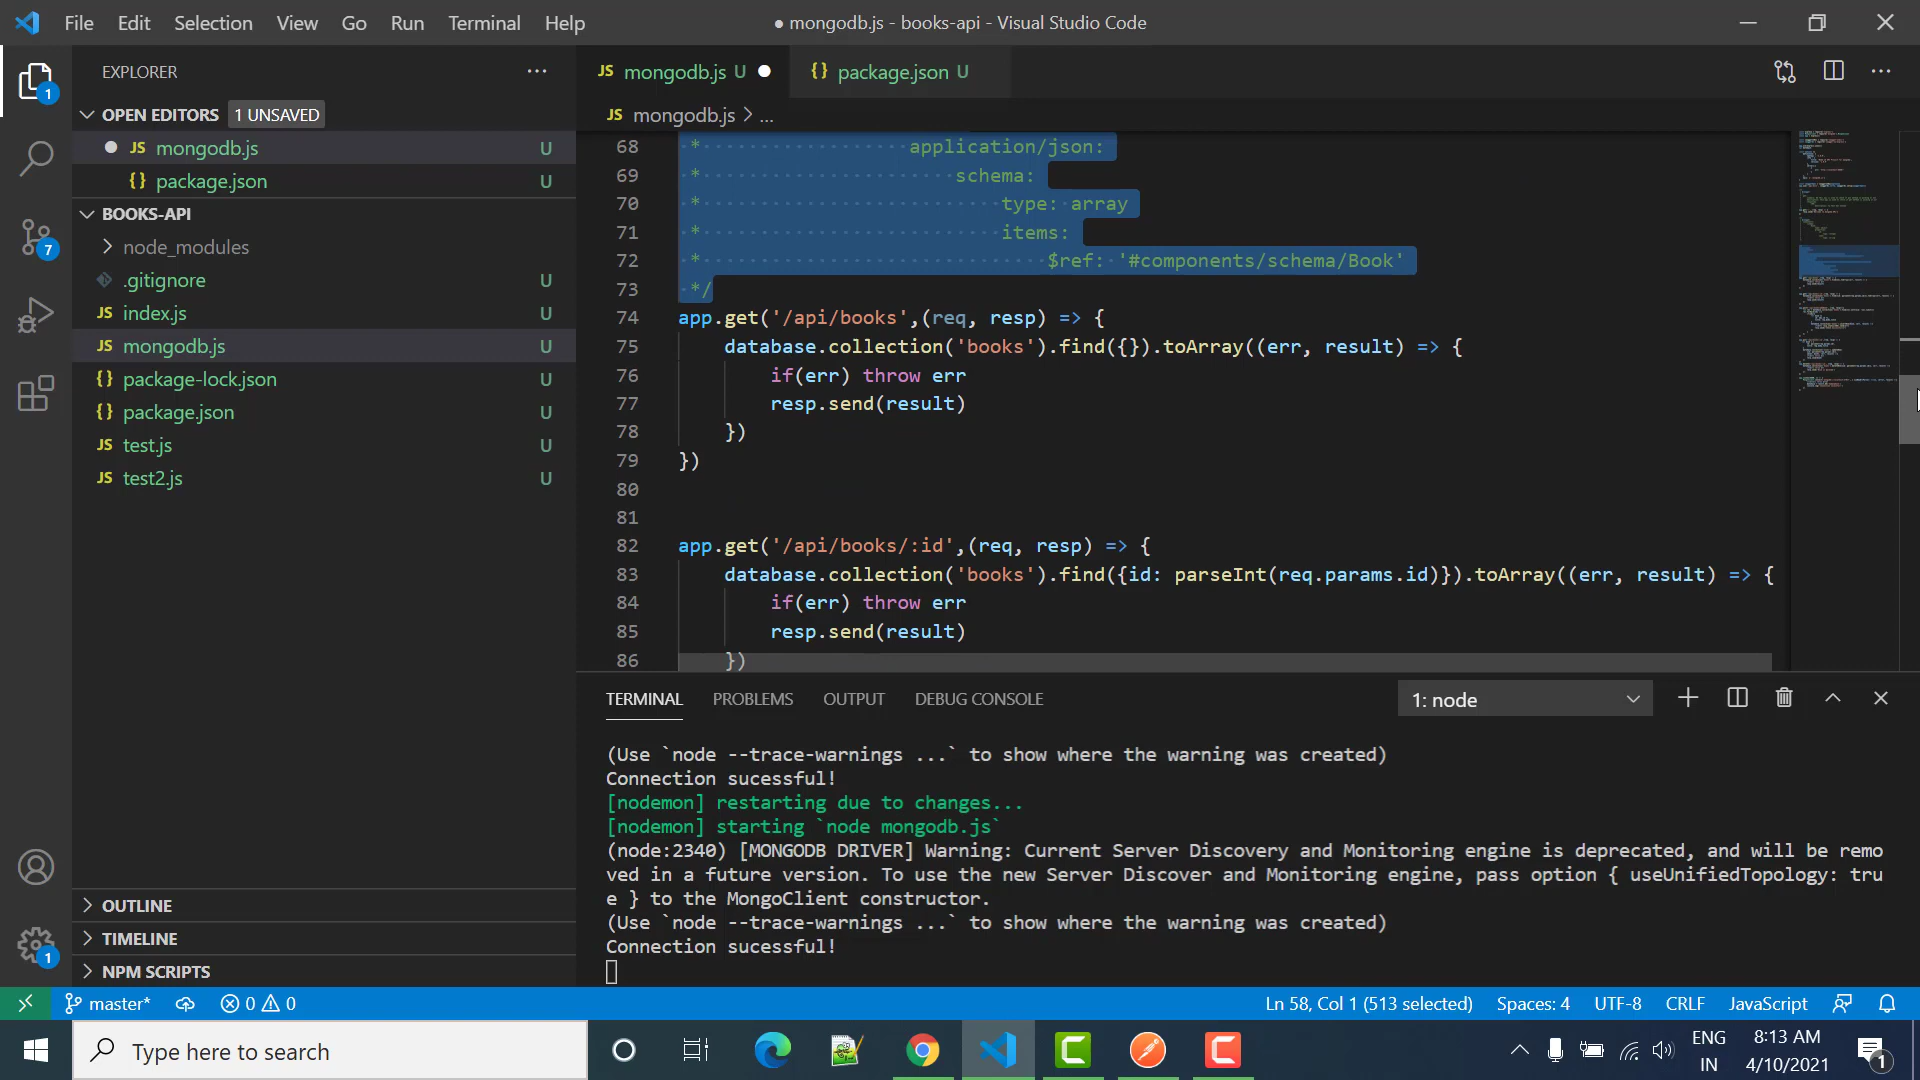 File Edit Selection View Go Run Terminal Help
● mongodb.js - books-api - Visual Studio Code
EXPLORER
OPEN EDITORS 1 UNSAVED
JS mongodb.js U
{} package.json U
BOOKS-API
node_modules
.gitignore U
JS index.js U
JS mongodb.js U
{} package-lock.json U
{} package.json U
JS test.js U
JS test2.js U
OUTLINE
TIMELINE
NPM SCRIPTS
1
7
1
JS mongodb.js U ●
{} package.json U
JS mongodb.js > ...
68 * application/json:
69 * schema:
70 * type: array
71 * items:
72 * $ref: '#components/schema/Book'
73 */
74 app.get('/api/books',(req, resp) => {
75 database.collection('books').find({}).toArray((err, result) => {
76 if(err) throw err
77 resp.send(result)
78 })
79 })
80
81
82 app.get('/api/books/:id',(req, resp) => {
83 database.collection('books').find({id: parseInt(req.params.id)}).toArray((err, result) => {
84 if(err) throw err
85 resp.send(result)
86 })
TERMINAL PROBLEMS OUTPUT DEBUG CONSOLE
1: node
(Use `node --trace-warnings ...` to show where the warning was created)
Connection sucessful!
[nodemon] restarting due to changes...
[nodemon] starting `node mongodb.js`
(node:2340) [MONGODB DRIVER] Warning: Current Server Discovery and Monitoring engine is deprecated, and will be remo
ved in a future version. To use the new Server Discover and Monitoring engine, pass option { useUnifiedTopology: tru
e } to the MongoClient constructor.
(Use `node --trace-warnings ...` to show where the warning was created)
Connection sucessful!
master* 0 0
Ln 58, Col 1 (513 selected) Spaces: 4 UTF-8 CRLF JavaScript
Type here to search
ENG
IN
8:13 AM
4/10/2021
1